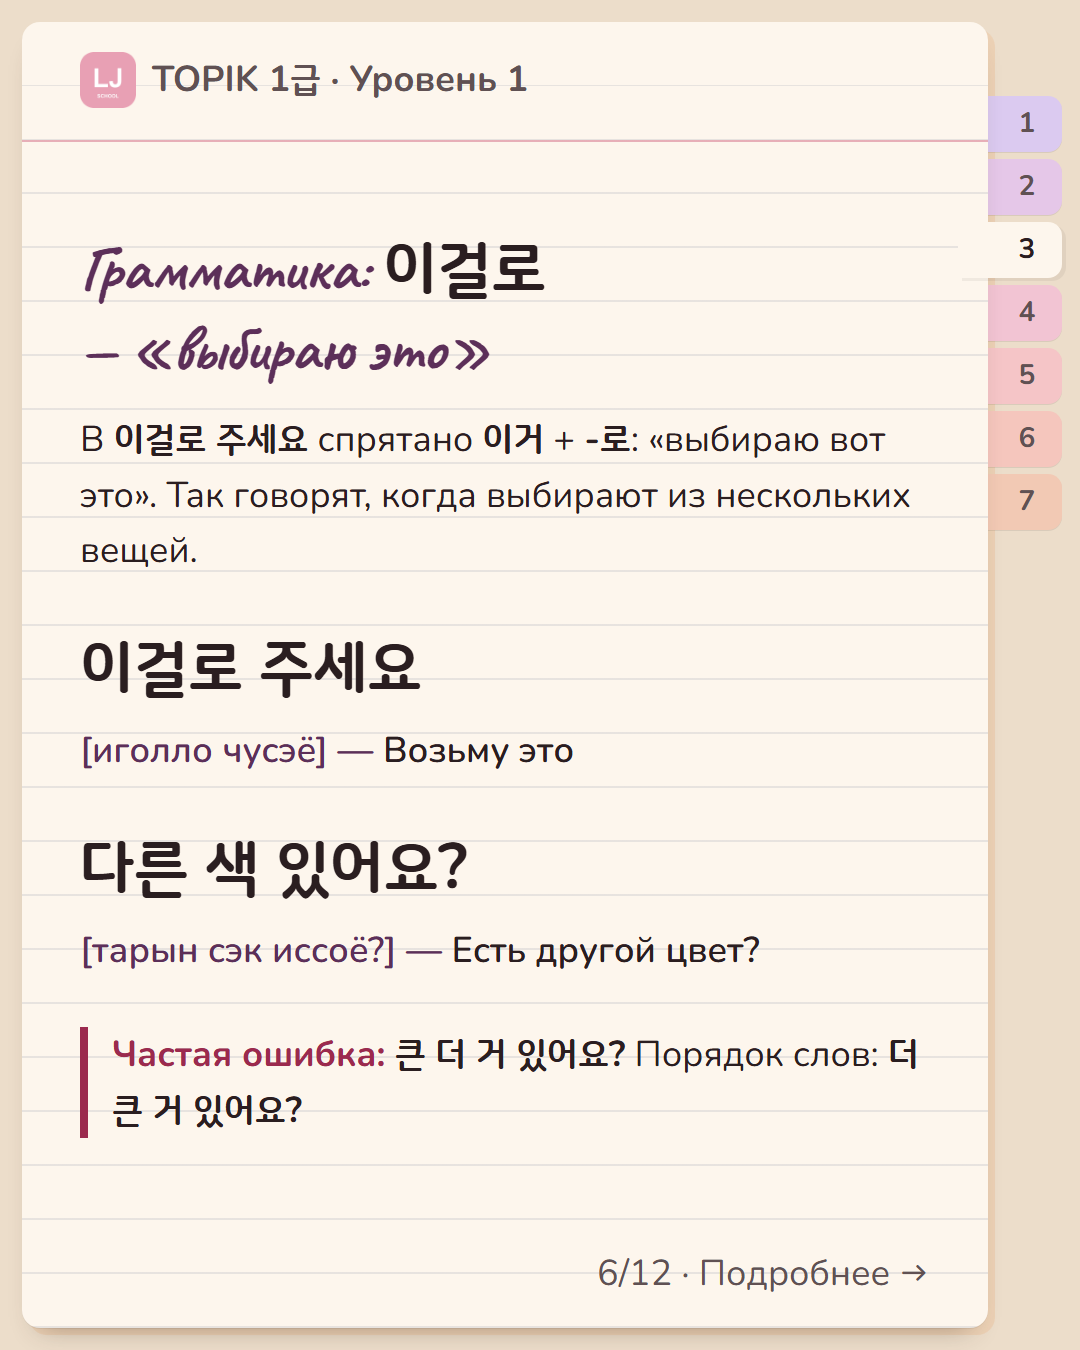 LJ
SCHOOL
TOPIK 1급 · Уровень 1
1
2
3
4
5
6
7
Грамматика: 이걸로
— «выбираю это»
В 이걸로 주세요 спрятано 이거 + -로: «выбираю вот
это». Так говорят, когда выбирают из нескольких
вещей.
이걸로 주세요
[иголло чусэё] — Возьму это
다른 색 있어요?
[тарын сэк иссоё?] — Есть другой цвет?
Частая ошибка: 큰 더 거 있어요? Порядок слов: 더
큰 거 있어요?
6/12 · Подробнее →